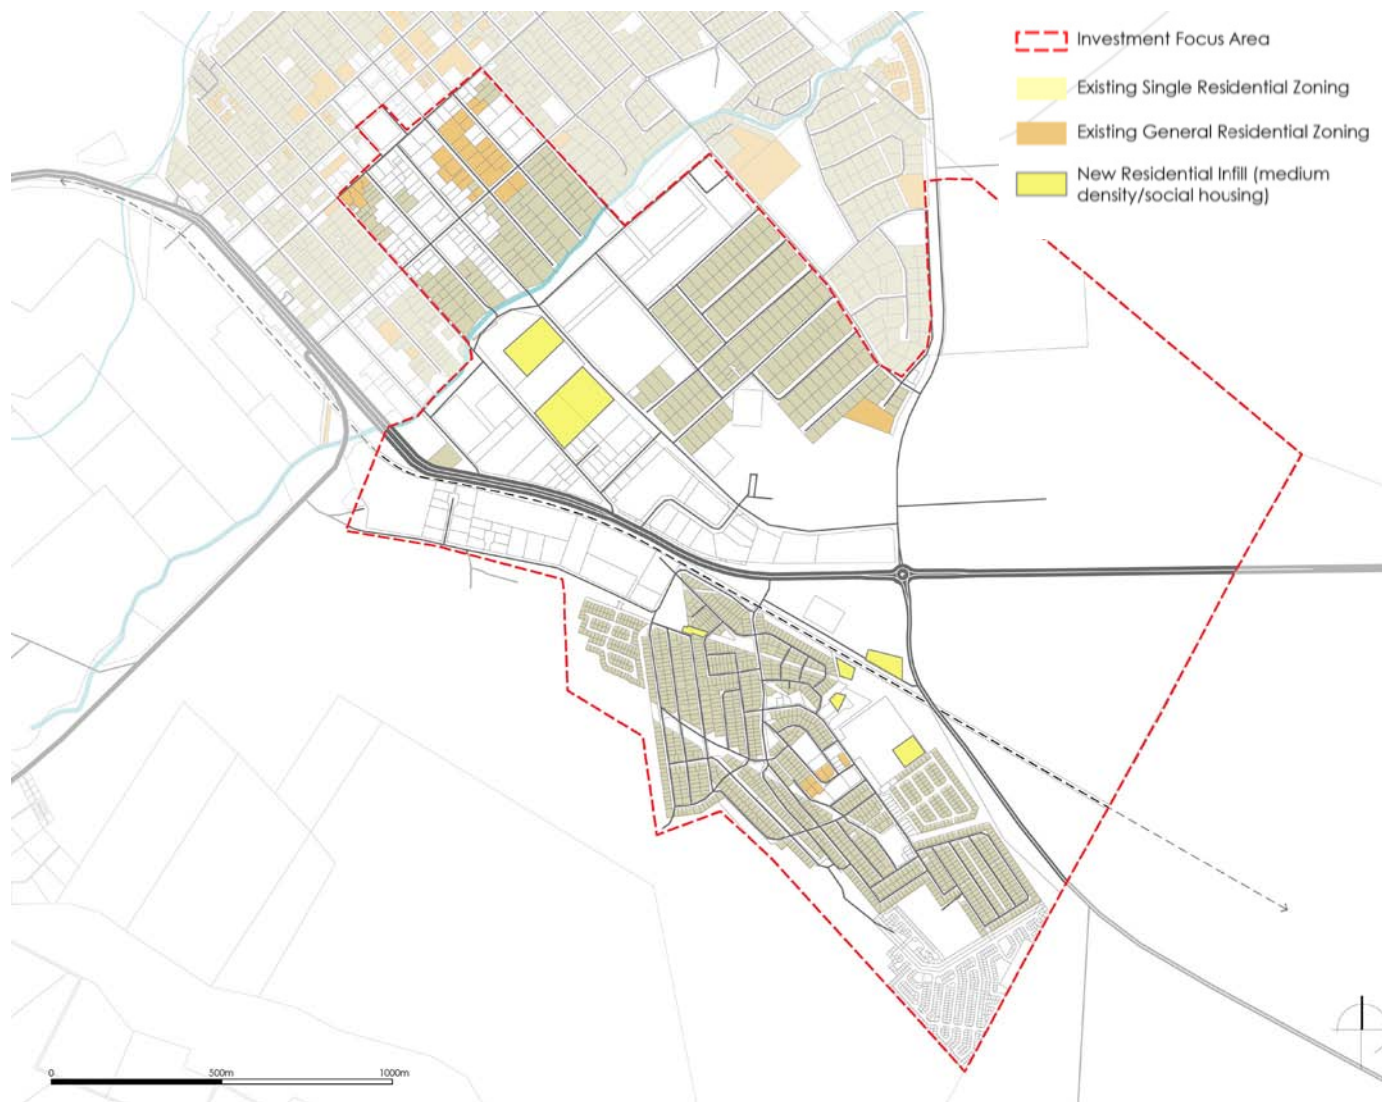 Investment Focus Area
Existing Single Residential Zoning
Existing General Residential Zoning
New Residential Infill (medium
density/social housing)
0
500m
1000m